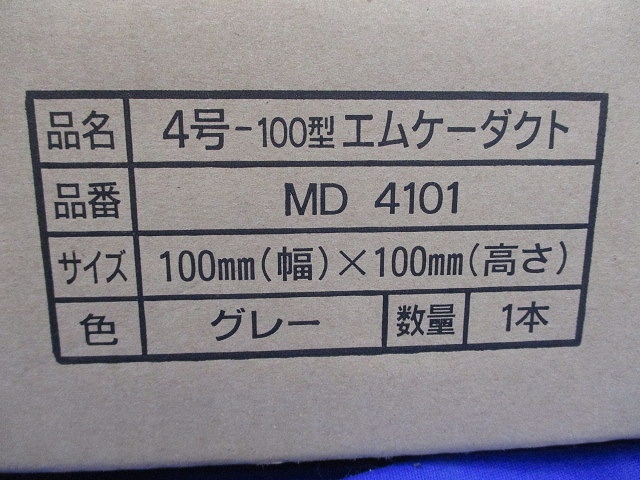 品名 4号-100型エムケーダクト
品番 MD 4101
サイズ 100mm(幅)×100mm(高さ)
色 グレー 数量 1本